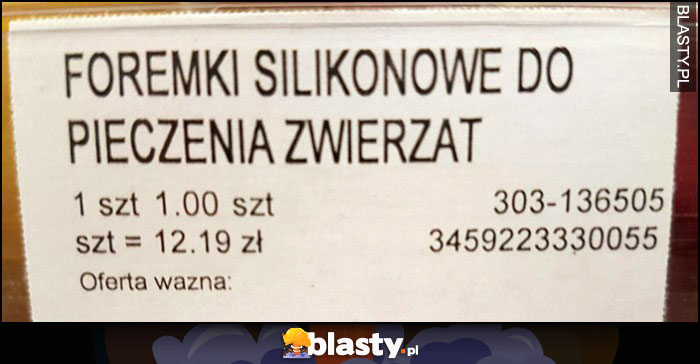 FOREMKI SILIKONOWE DO
PIECZENIA ZWIERZAT
1 szt 1.00 szt 303-136505
szt = 12.19 zł 3459223330055
Oferta wazna:
BLASTY.PL
blasty.pl